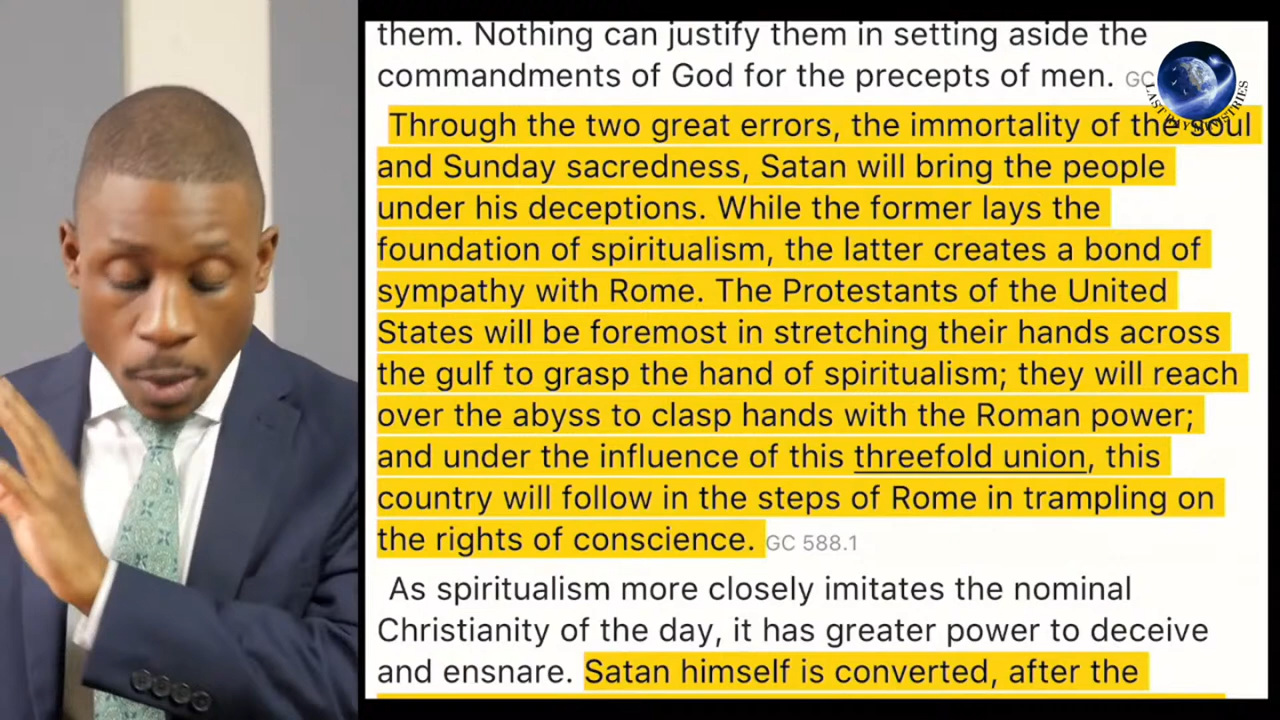 them. Nothing can justify them in setting aside the
commandments of God for the precepts of men. GC
Through the two great errors, the immortality of the soul
and Sunday sacredness, Satan will bring the people
under his deceptions. While the former lays the
foundation of spiritualism, the latter creates a bond of
sympathy with Rome. The Protestants of the United
States will be foremost in stretching their hands across
the gulf to grasp the hand of spiritualism; they will reach
over the abyss to clasp hands with the Roman power;
and under the influence of this threefold union, this
country will follow in the steps of Rome in trampling on
the rights of conscience. GC 588.1
As spiritualism more closely imitates the nominal
Christianity of the day, it has greater power to deceive
and ensnare. Satan himself is converted, after the
LAST DAY MINISTRIES